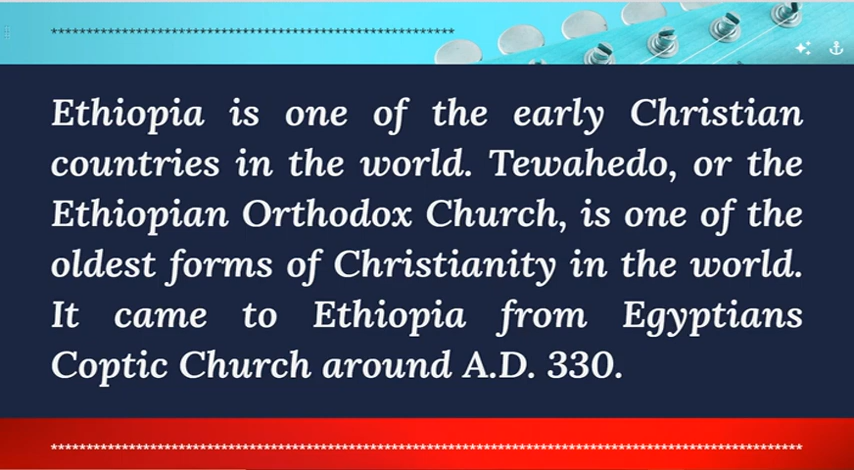 *********************************************************
Ethiopia is one of the early Christian
countries in the world. Tewahedo, or the
Ethiopian Orthodox Church, is one of the
oldest forms of Christianity in the world.
It came to Ethiopia from Egyptians
Coptic Church around A.D. 330.
**********************************************************************************************************